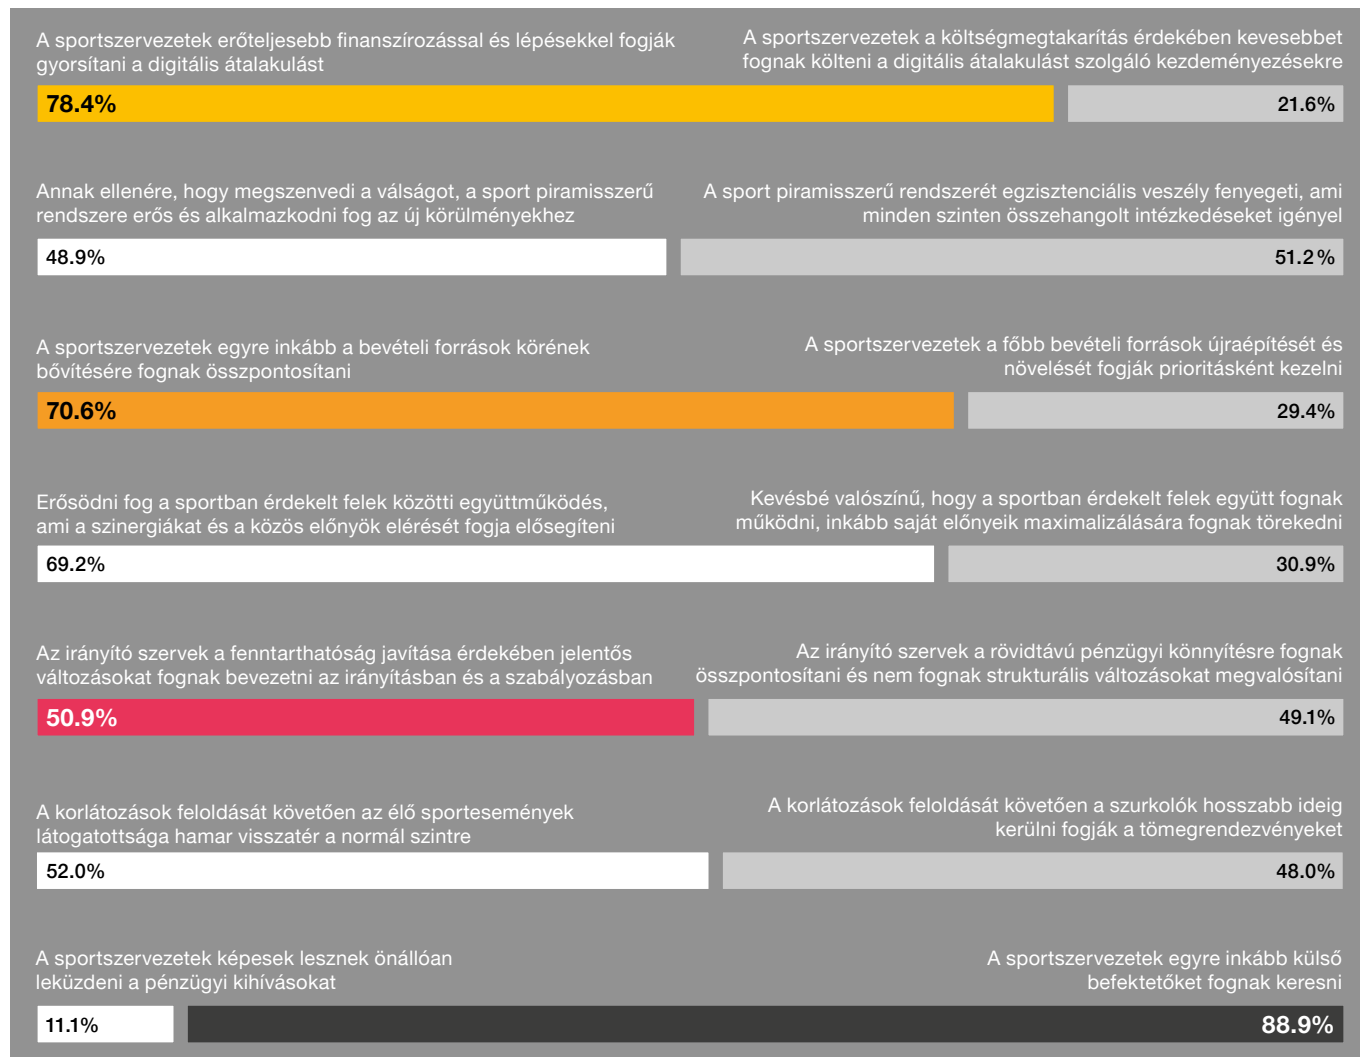 A sportszervezetek erőteljesebb finanszírozással és lépésekkel fogják
gyorsítani a digitális átalakulást
A sportszervezetek a költségmegtakarítás érdekében kevesebbet
fognak költeni a digitális átalakulást szolgáló kezdeményezésekre
78.4%
21.6%
Annak ellenére, hogy megszenvedi a válságot, a sport piramisszerű
rendszere erős és alkalmazkodni fog az új körülményekhez
A sport piramisszerű rendszerét egzisztenciális veszély fenyegeti, ami
minden szinten összehangolt intézkedéseket igényel
48.9%
51.2%
A sportszervezetek egyre inkább a bevételi források körének
bővítésére fognak összpontosítani
A sportszervezetek a főbb bevételi források újraépítését és
növelését fogják prioritásként kezelni
70.6%
29.4%
Erősödni fog a sportban érdekelt felek közötti együttműködés,
ami a szinergiákat és a közös előnyök elérését fogja elősegíteni
Kevésbé valószínű, hogy a sportban érdekelt felek együtt fognak
működni, inkább saját előnyeik maximalizálására fognak törekedni
69.2%
30.9%
Az irányító szervek a fenntarthatóság javítása érdekében jelentős
változásokat fognak bevezetni az irányításban és a szabályozásban
Az irányító szervek a rövidtávú pénzügyi könnyítésre fognak
összpontosítani és nem fognak strukturális változásokat megvalósítani
50.9%
49.1%
A korlátozások feloldását követően az élő sportesemények
látogatottsága hamar visszatér a normál szintre
A korlátozások feloldását követően a szurkolók hosszabb ideig
kerülni fogják a tömegrendezvényeket
52.0%
48.0%
A sportszervezetek képesek lesznek önállóan
leküzdeni a pénzügyi kihívásokat
A sportszervezetek egyre inkább külső
befektetőket fognak keresni
11.1%
88.9%